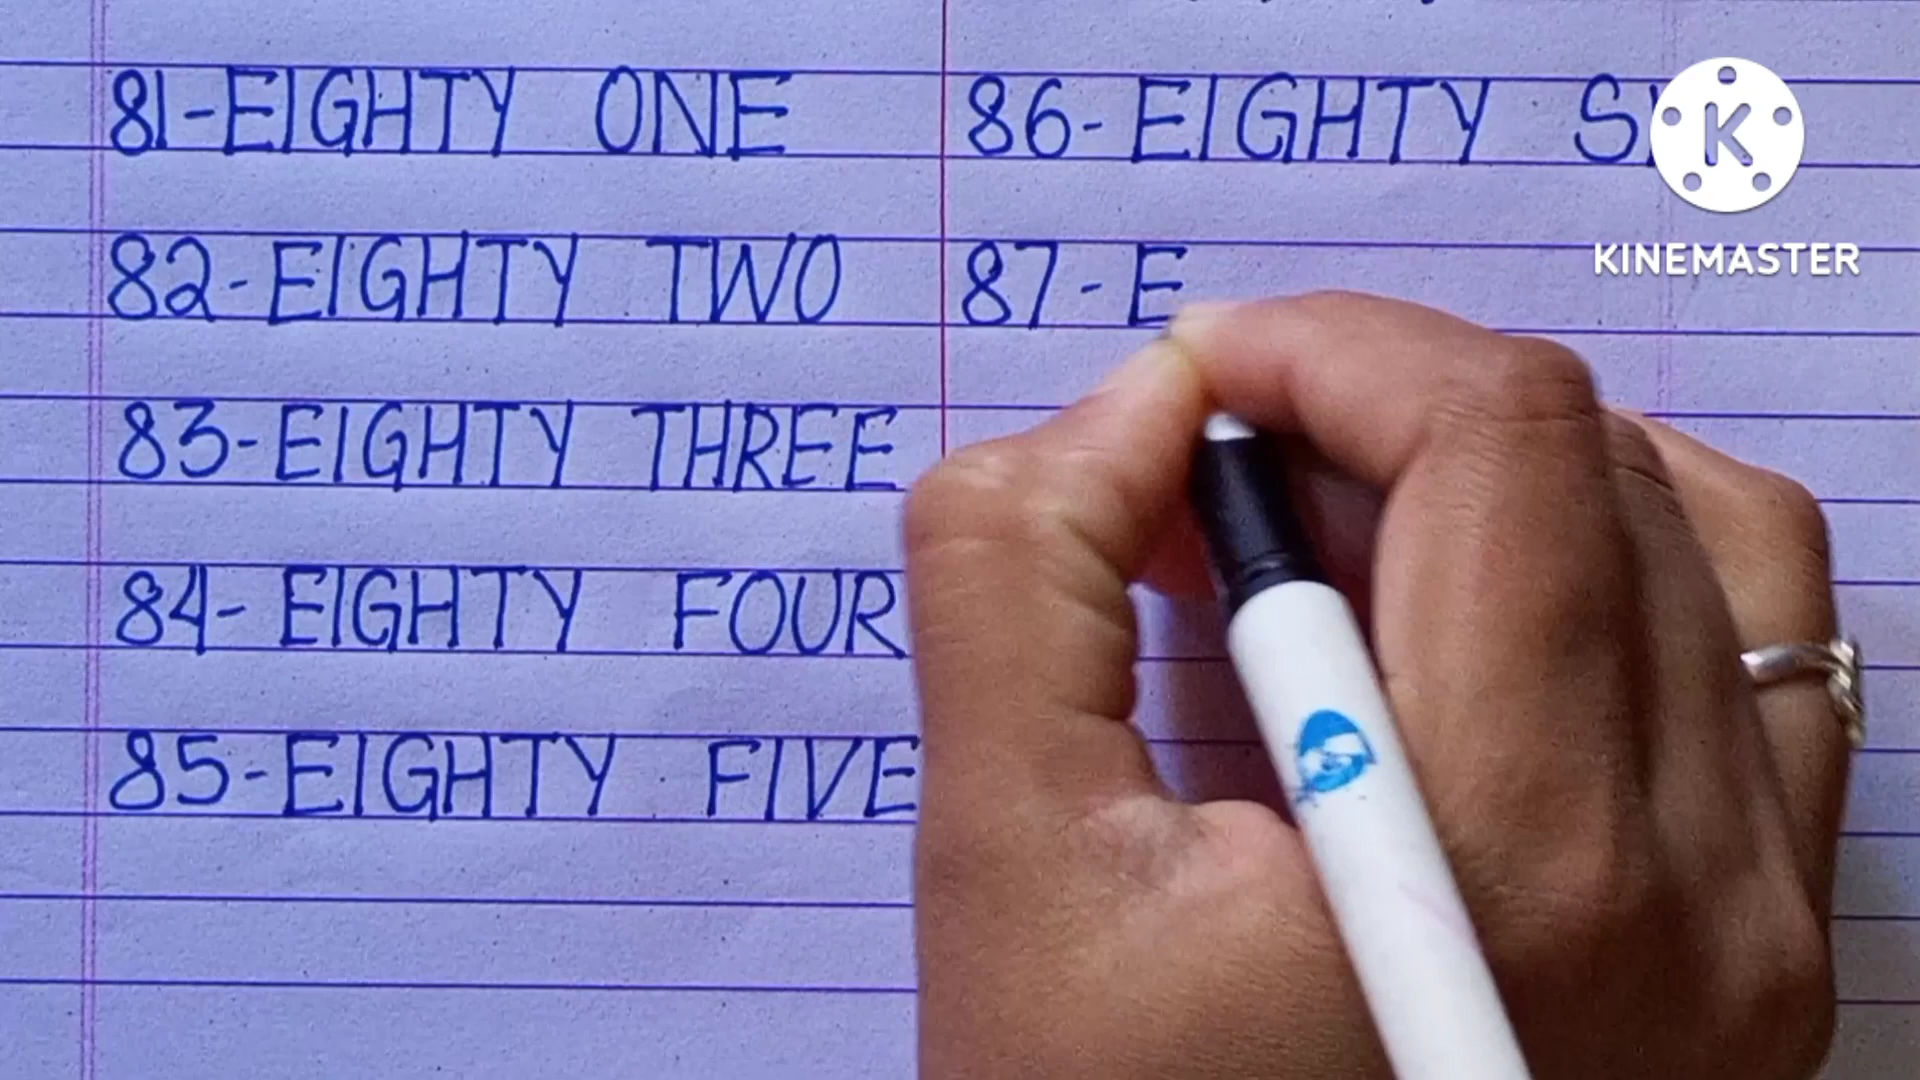 81-EIGHTY ONE
82-EIGHTY TWO
83-EIGHTY THREE
84- EIGHTY FOUR
85-EIGHTY FIVE
86- EIGHTY
87- E
K
KINEMASTER